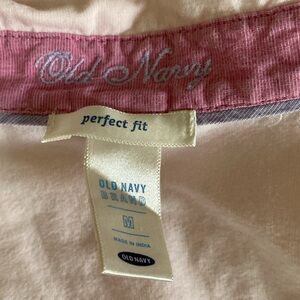 Old Navy
perfect fit
OLD NAVY
BRAND
M
MADE IN INDIA
OLD NAVY